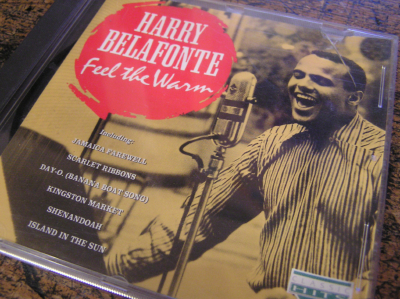 HARRY
BELAFONTE
Feel the Warm
Including:
JAMAICA FAREWELL
SCARLET RIBBONS
DAY-O (BANANA BOAT SONG)
KINGSTON MARKET
SHENANDOAH
ISLAND IN THE SUN